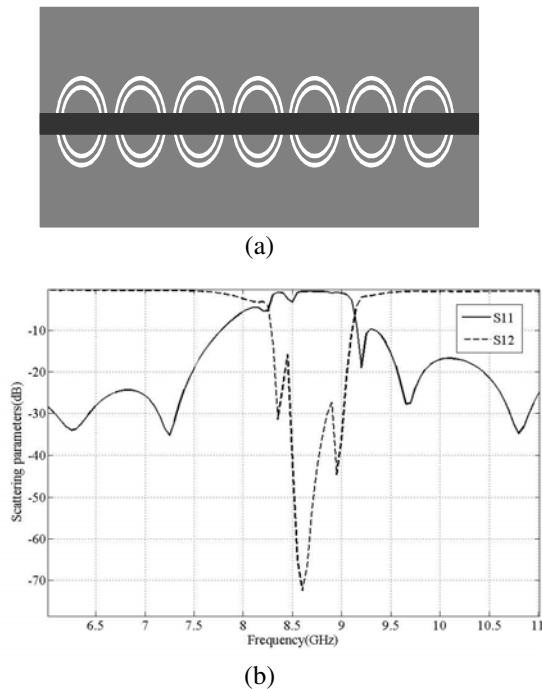 (a)
S11
S12
-10
-20
-30
-40
-50
-60
-70
Scattering parameters(dB)
6.5 7 7.5 8 8.5 9 9.5 10 10.5 11
Frequency(GHz)
(b)